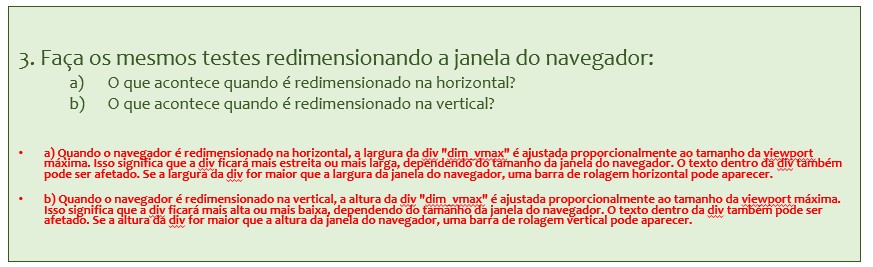 3. Faça os mesmos testes redimensionando a janela do navegador:
a) O que acontece quando é redimensionado na horizontal?
b) O que acontece quando é redimensionado na vertical?
• a) Quando o navegador é redimensionado na horizontal, a largura da div "dim_vmax" é ajustada proporcionalmente ao tamanho da viewport
máxima. Isso significa que a div ficará mais estreita ou mais larga, dependendo do tamanho da janela do navegador. O texto dentro da div também
pode ser afetado. Se a largura da div for maior que a largura da janela do navegador, uma barra de rolagem horizontal pode aparecer.
• b) Quando o navegador é redimensionado na vertical, a altura da div "dim_vmax" é ajustada proporcionalmente ao tamanho da viewport máxima.
Isso significa que a div ficará mais alta ou mais baixa, dependendo do tamanho da janela do navegador. O texto dentro da div também pode ser
afetado. Se a altura da div for maior que a altura da janela do navegador, uma barra de rolagem vertical pode aparecer.